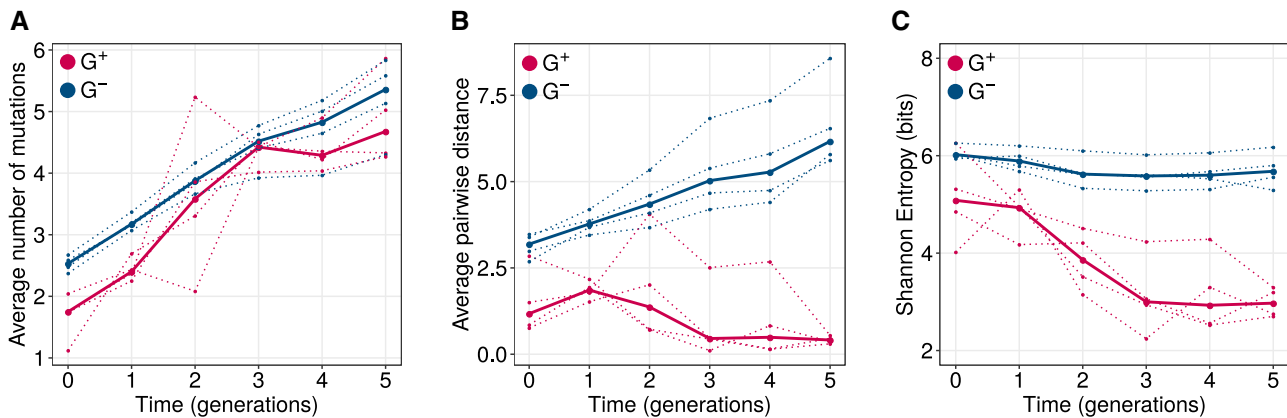 A
Average number of mutations
6
5
4
3
2
1
G⁺
G⁻
0 1 2 3 4 5
Time (generations)
B
Average pairwise distance
7.5
5.0
2.5
0.0
G⁺
G⁻
0 1 2 3 4 5
Time (generations)
C
Shannon Entropy (bits)
8
6
4
2
G⁺
G⁻
0 1 2 3 4 5
Time (generations)